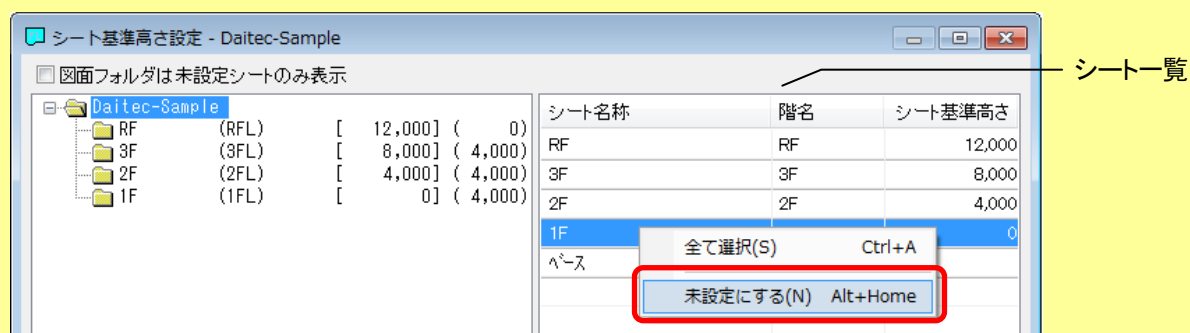 シート基準高さ設定 - Daitec-Sample
図面フォルダは未設定シートのみ表示
シート一覧
Daitec-Sample
RF (RFL) [ 12,000] ( 0)
3F (3FL) [ 8,000] ( 4,000)
2F (2FL) [ 4,000] ( 4,000)
1F (1FL) [ 0] ( 4,000)
シート名称 階名 シート基準高さ
RF RF 12,000
3F 3F 8,000
2F 2F 4,000
1F 0
ﾍﾞｰｽ
全て選択(S) Ctrl+A
未設定にする(N) Alt+Home